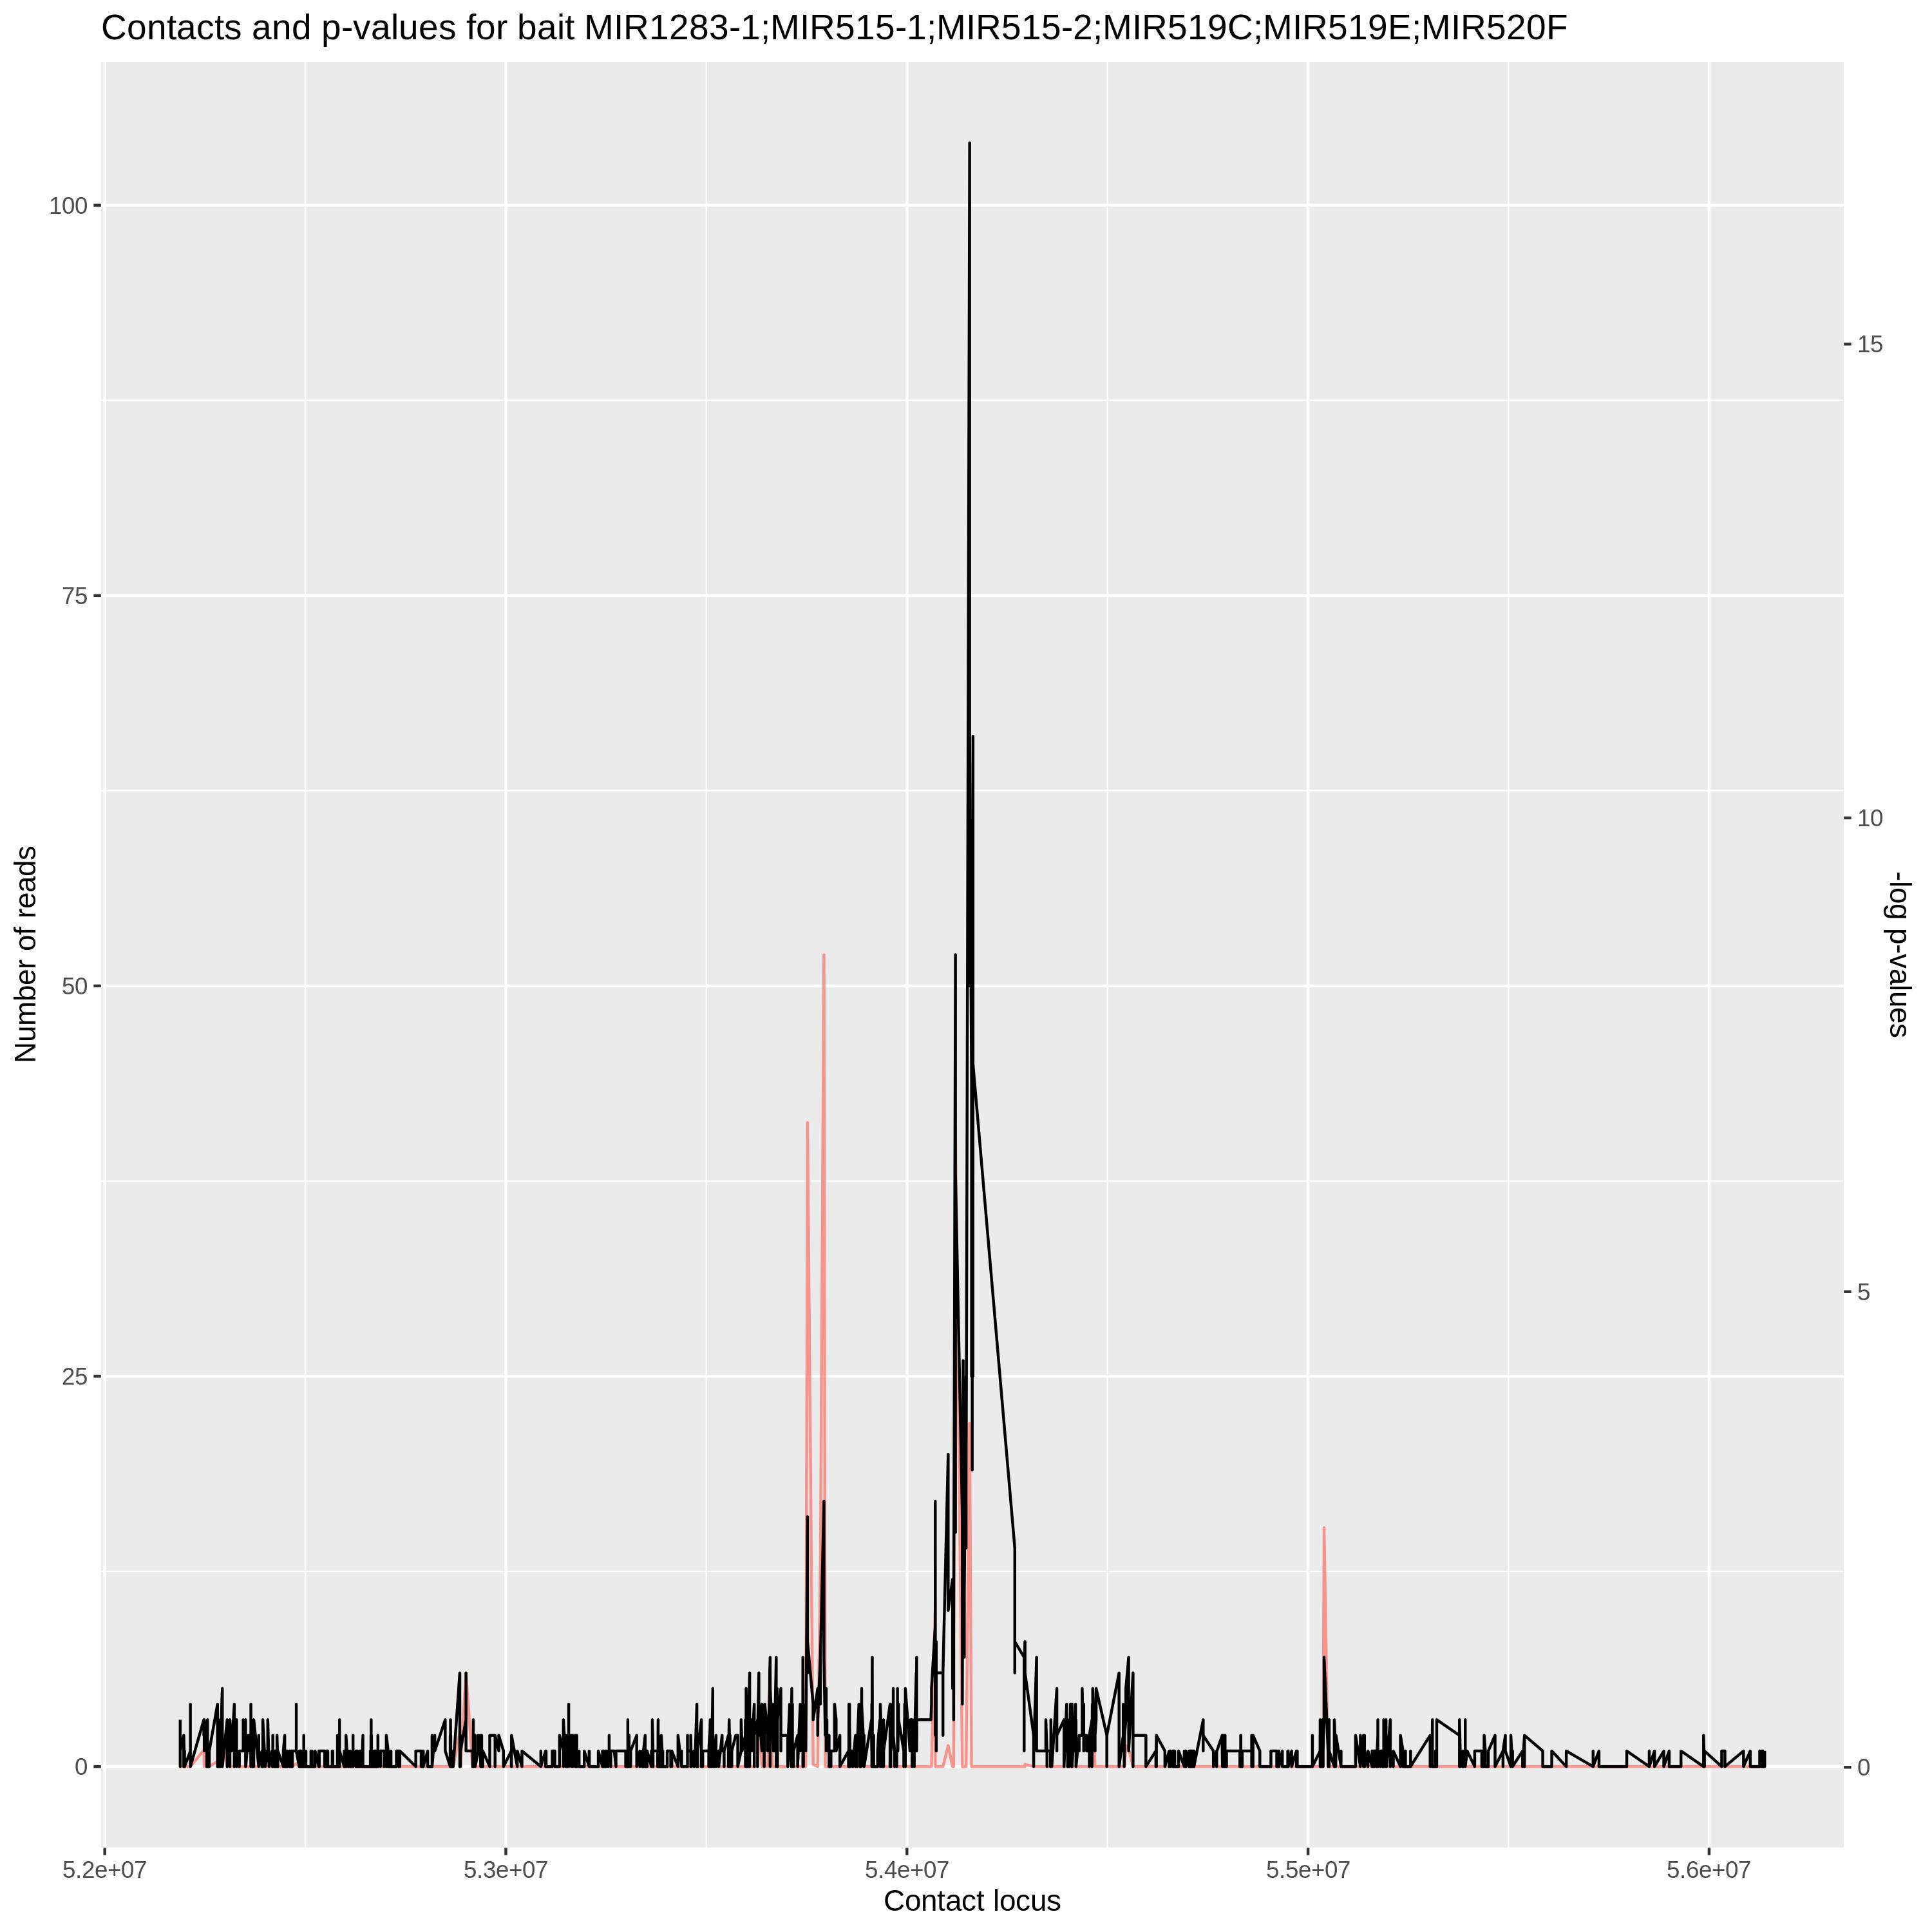 Contacts and p-values for bait MIR1283-1;MIR515-1;MIR515-2;MIR519C;MIR519E;MIR520F
100
75
50
25
0
Number of reads
15
10
5
0
-log p-values
5.2e+07 5.3e+07 5.4e+07 5.5e+07 5.6e+07
Contact locus